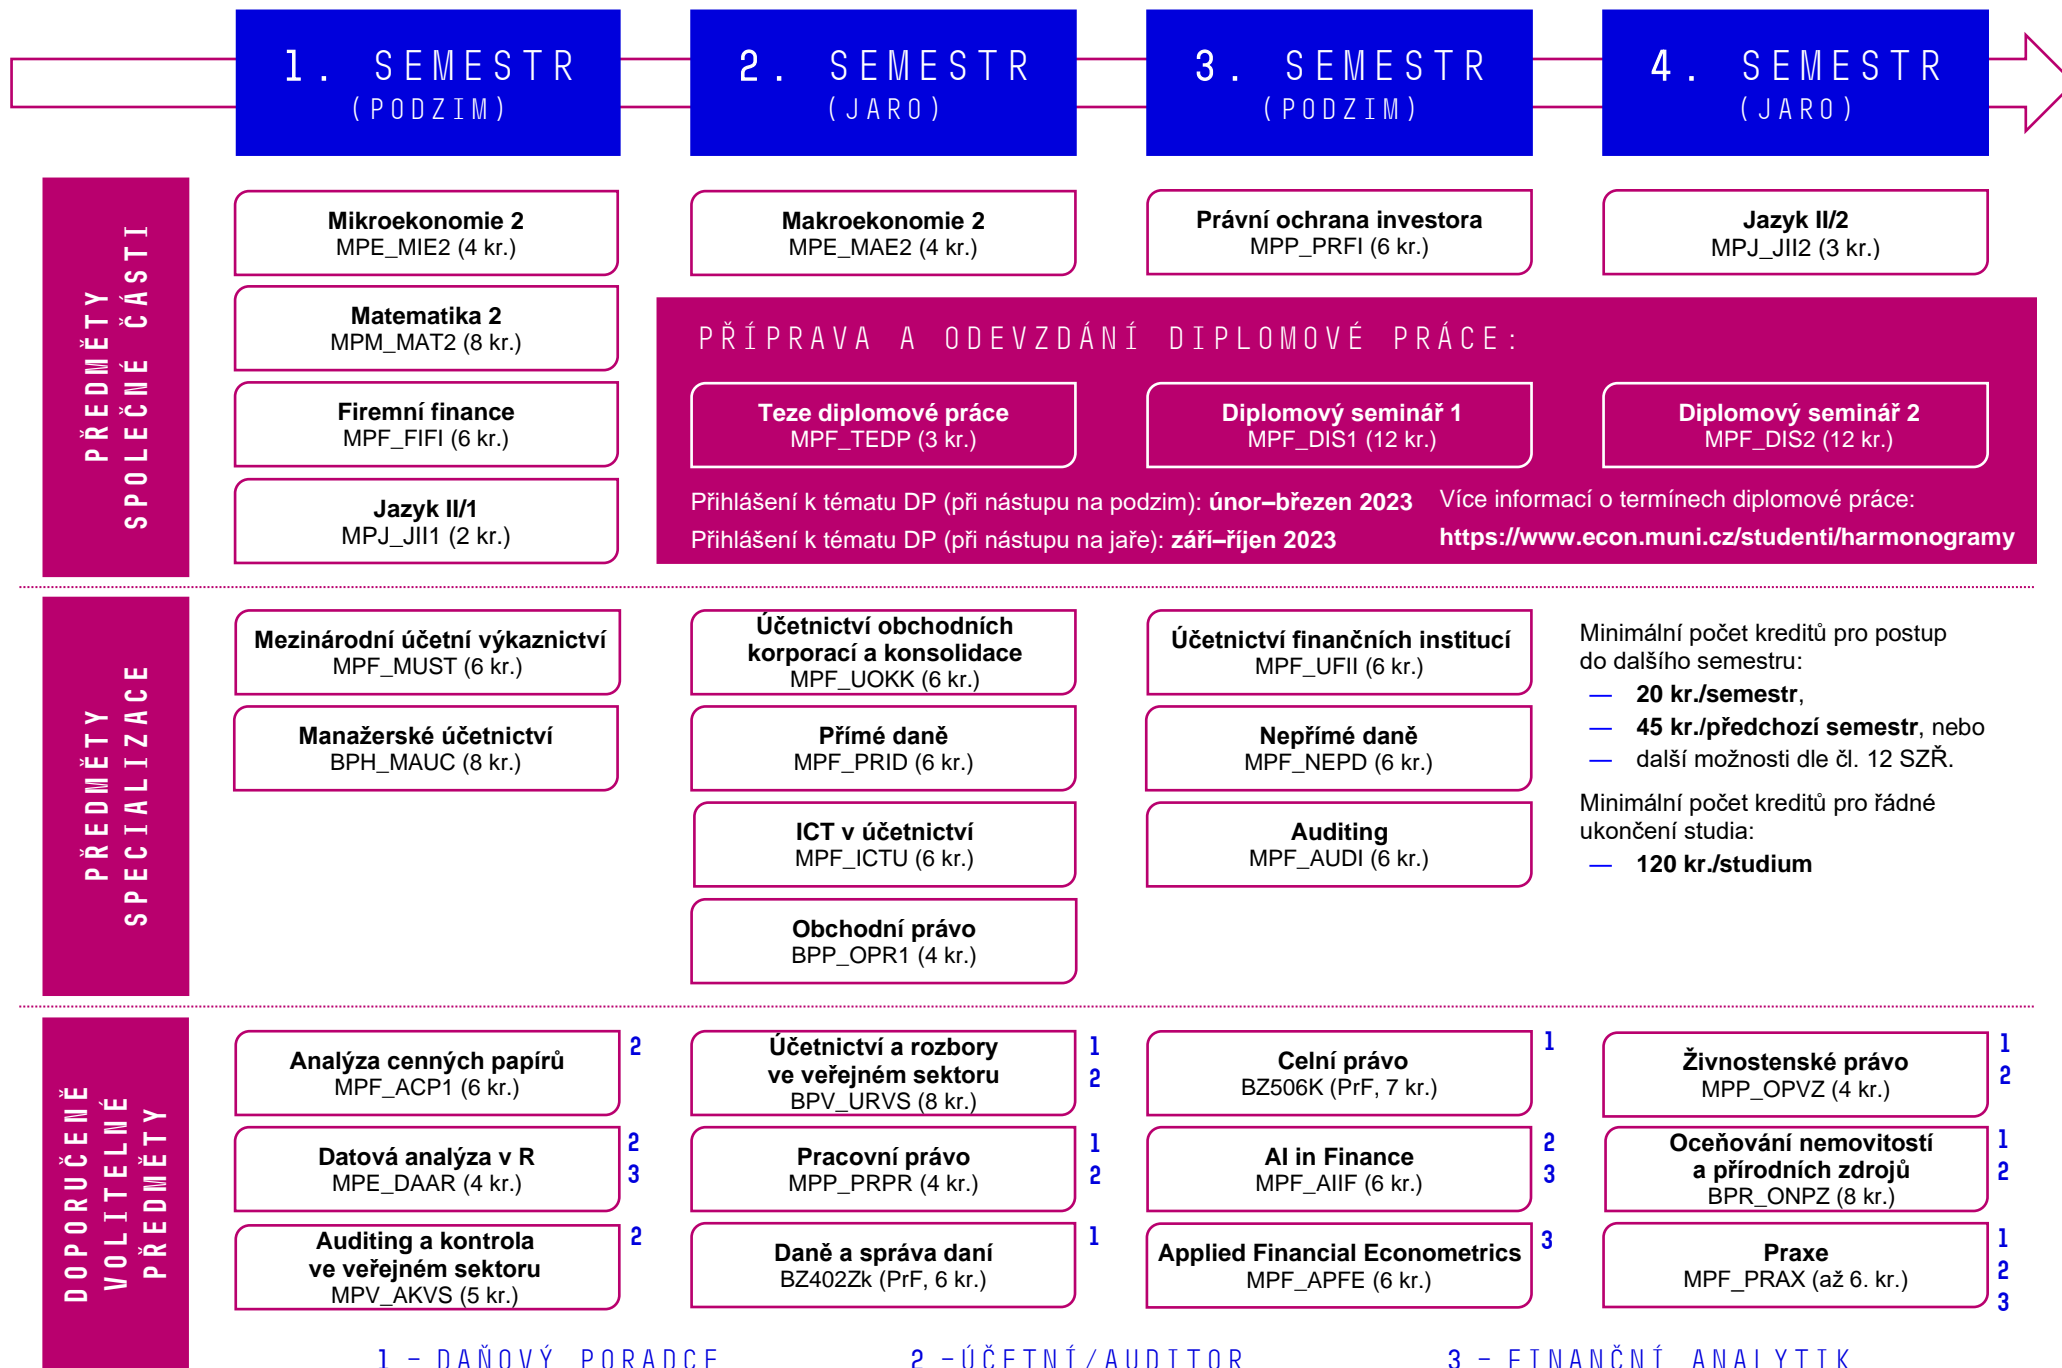 1. SEMESTR
(PODZIM)
2. SEMESTR
(JARO)
3. SEMESTR
(PODZIM)
4. SEMESTR
(JARO)
PŘEDMĚTY
SPOLEČNÉ ČÁSTI
Mikroekonomie 2
MPE_MIE2 (4 kr.)
Makroekonomie 2
MPE_MAE2 (4 kr.)
Právní ochrana investora
MPP_PRFI (6 kr.)
Jazyk II/2
MPJ_JII2 (3 kr.)
Matematika 2
MPM_MAT2 (8 kr.)
Firemní finance
MPF_FIFI (6 kr.)
Jazyk II/1
MPJ_JII1 (2 kr.)
PŘÍPRAVA A ODEVZDÁNÍ DIPLOMOVÉ PRÁCE:
Teze diplomové práce
MPF_TEDP (3 kr.)
Diplomový seminář 1
MPF_DIS1 (12 kr.)
Diplomový seminář 2
MPF_DIS2 (12 kr.)
Přihlášení k tématu DP (při nástupu na podzim): únor–březen 2023
Přihlášení k tématu DP (při nástupu na jaře): září–říjen 2023
Více informací o termínech diplomové práce:
https://www.econ.muni.cz/studenti/harmonogramy
PŘEDMĚTY
SPECIALIZACE
Mezinárodní účetní výkaznictví
MPF_MUST (6 kr.)
Manažerské účetnictví
BPH_MAUC (8 kr.)
Účetnictví obchodních
korporací a konsolidace
MPF_UOKK (6 kr.)
Přímé daně
MPF_PRID (6 kr.)
ICT v účetnictví
MPF_ICTU (6 kr.)
Obchodní právo
BPP_OPR1 (4 kr.)
Účetnictví finančních institucí
MPF_UFII (6 kr.)
Nepřímé daně
MPF_NEPD (6 kr.)
Auditing
MPF_AUDI (6 kr.)
Minimální počet kreditů pro postup
do dalšího semestru:
— 20 kr./semestr,
— 45 kr./předchozí semestr, nebo
— další možnosti dle čl. 12 SZŘ.
Minimální počet kreditů pro řádné
ukončení studia:
— 120 kr./studium
DOPORUČENĚ
VOLITELNÉ
PŘEDMĚTY
Analýza cenných papírů
MPF_ACP1 (6 kr.)
2
Datová analýza v R
MPE_DAAR (4 kr.)
2
3
Auditing a kontrola
ve veřejném sektoru
MPV_AKVS (5 kr.)
2
Účetnictví a rozbory
ve veřejném sektoru
BPV_URVS (8 kr.)
1
2
Pracovní právo
MPP_PRPR (4 kr.)
1
2
Daně a správa daní
BZ402Zk (PrF, 6 kr.)
1
Celní právo
BZ506K (PrF, 7 kr.)
1
AI in Finance
MPF_AIIF (6 kr.)
2
3
Applied Financial Econometrics
MPF_APFE (6 kr.)
3
Živnostenské právo
MPP_OPVZ (4 kr.)
1
2
Oceňování nemovitostí
a přírodních zdrojů
BPR_ONPZ (8 kr.)
1
2
Praxe
MPF_PRAX (až 6. kr.)
1
2
3
1 – DAŇOVÝ PORADCE
2 –ÚČETNÍ/AUDITOR
3 – FINANČNÍ ANALYTIK